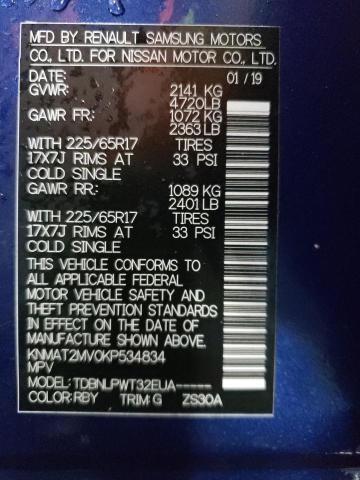 MFD BY RENAULT SAMSUNG MOTORS
CO., LTD. FOR NISSAN MOTOR CO., LTD.
DATE: 01/19
GVWR: 2141 KG
4720LB
GAWR FR: 1072 KG
2363LB
WITH 225/65R17 TIRES
17X7J RIMS AT 33 PSI
COLD SINGLE
GAWR RR: 1089 KG
2401LB
WITH 225/65R17 TIRES
17X7J RIMS AT 33 PSI
COLD SINGLE
THIS VEHICLE CONFORMS TO
ALL APPLICABLE FEDERAL
MOTOR VEHICLE SAFETY AND
THEFT PREVENTION STANDARDS
IN EFFECT ON THE DATE OF
MANUFACTURE SHOWN ABOVE.
KNMAT2MV0KP534834
MPV
MODEL: TDBNLPWT32EUA-----
COLOR: RBY TRIM: G ZS30A